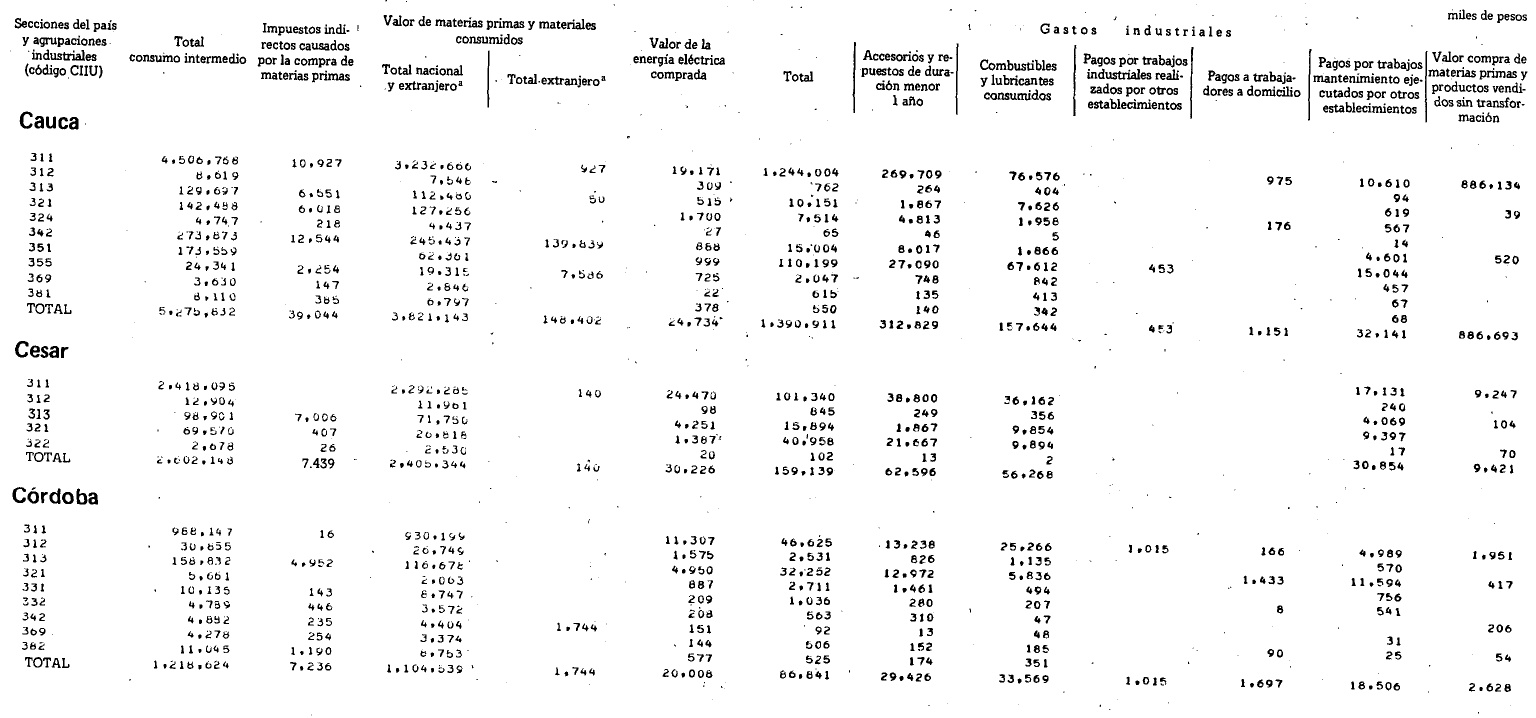 miles de pesos
Secciones del país y agrupaciones industriales (código CIIU) Total consumo intermedio Impuestos indirectos causados por la compra de materias primas Valor de materias primas y materiales consumidos Valor de la energía eléctrica comprada Gastos industriales Valor compra de materias primas y productos vendidos sin transformación
Total nacional y extranjeroª Total extranjeroª Total Accesorios y repuestos de duración menor 1 año Combustibles y lubricantes consumidos Pagos por trabajos industriales realizados por otros establecimientos Pagos a trabajadores a domicilio Pagos por trabajos mantenimiento ejecutados por otros establecimientos
Cauca
311 4,506,768 10,927 3,232,666 927 19,171 1,244,004 269,709 76,576 975 10,610 886,134
312 8,619 7,546 309 762 264 404 94
313 129,697 6,551 112,480 50 515 10,151 1,867 7,626 619 39
321 142,488 6,018 127,256 1,700 7,514 4,813 1,958 176 567
324 4,747 218 4,437 27 65 46 5 14
342 273,873 12,544 245,437 139,839 868 15,004 8,017 1,866 4,601 520
351 173,559 62,361 999 110,199 27,090 67,612 453 15,044
355 24,341 2,254 19,315 7,586 725 2,047 748 842 457
369 3,630 147 2,846 22 615 135 413 67
381 8,110 385 6,797 378 550 140 342 68
TOTAL 5,275,832 39,044 3,821,143 148,402 24,734 1,390,911 312,829 157,644 453 1,151 32,141 886,693
Cesar
311 2,418,095 2,292,285 140 24,470 101,340 38,800 36,162 17,131 9,247
312 12,904 11,961 98 845 249 356 240
313 98,901 7,006 71,750 4,251 15,894 1,867 9,854 4,069 104
321 69,570 407 26,818 1,387 40,958 21,667 9,894 9,397
322 2,678 26 2,530 20 102 13 2 17 70
TOTAL 2,602,148 7.439 2,405,344 140 30,226 159,139 62,596 56,268 30,854 9,421
Córdoba
311 968,147 16 930,199 11,307 46,625 13,238 25,266 1,015 166 4,989 1,951
312 30,855 26,749 1,575 2,531 826 1,135 570
313 158,832 4,952 116,678 4,950 32,252 12,972 5,836 1,433 11,594 417
321 5,661 2,063 887 2,711 1,461 494 756
331 10,135 143 8,747 209 1,036 280 207 8 541
332 4,789 446 3,572 208 563 310 47 206
342 4,892 235 4,404 1,744 151 92 13 48
369 4,278 254 3,374 144 506 152 185 31
382 11,045 1,190 8,753 577 525 174 351 90 25 54
TOTAL 1,218,624 7,236 1,104,539 1,744 20,008 86,841 29,426 33,569 1,015 1,697 18,506 2,628